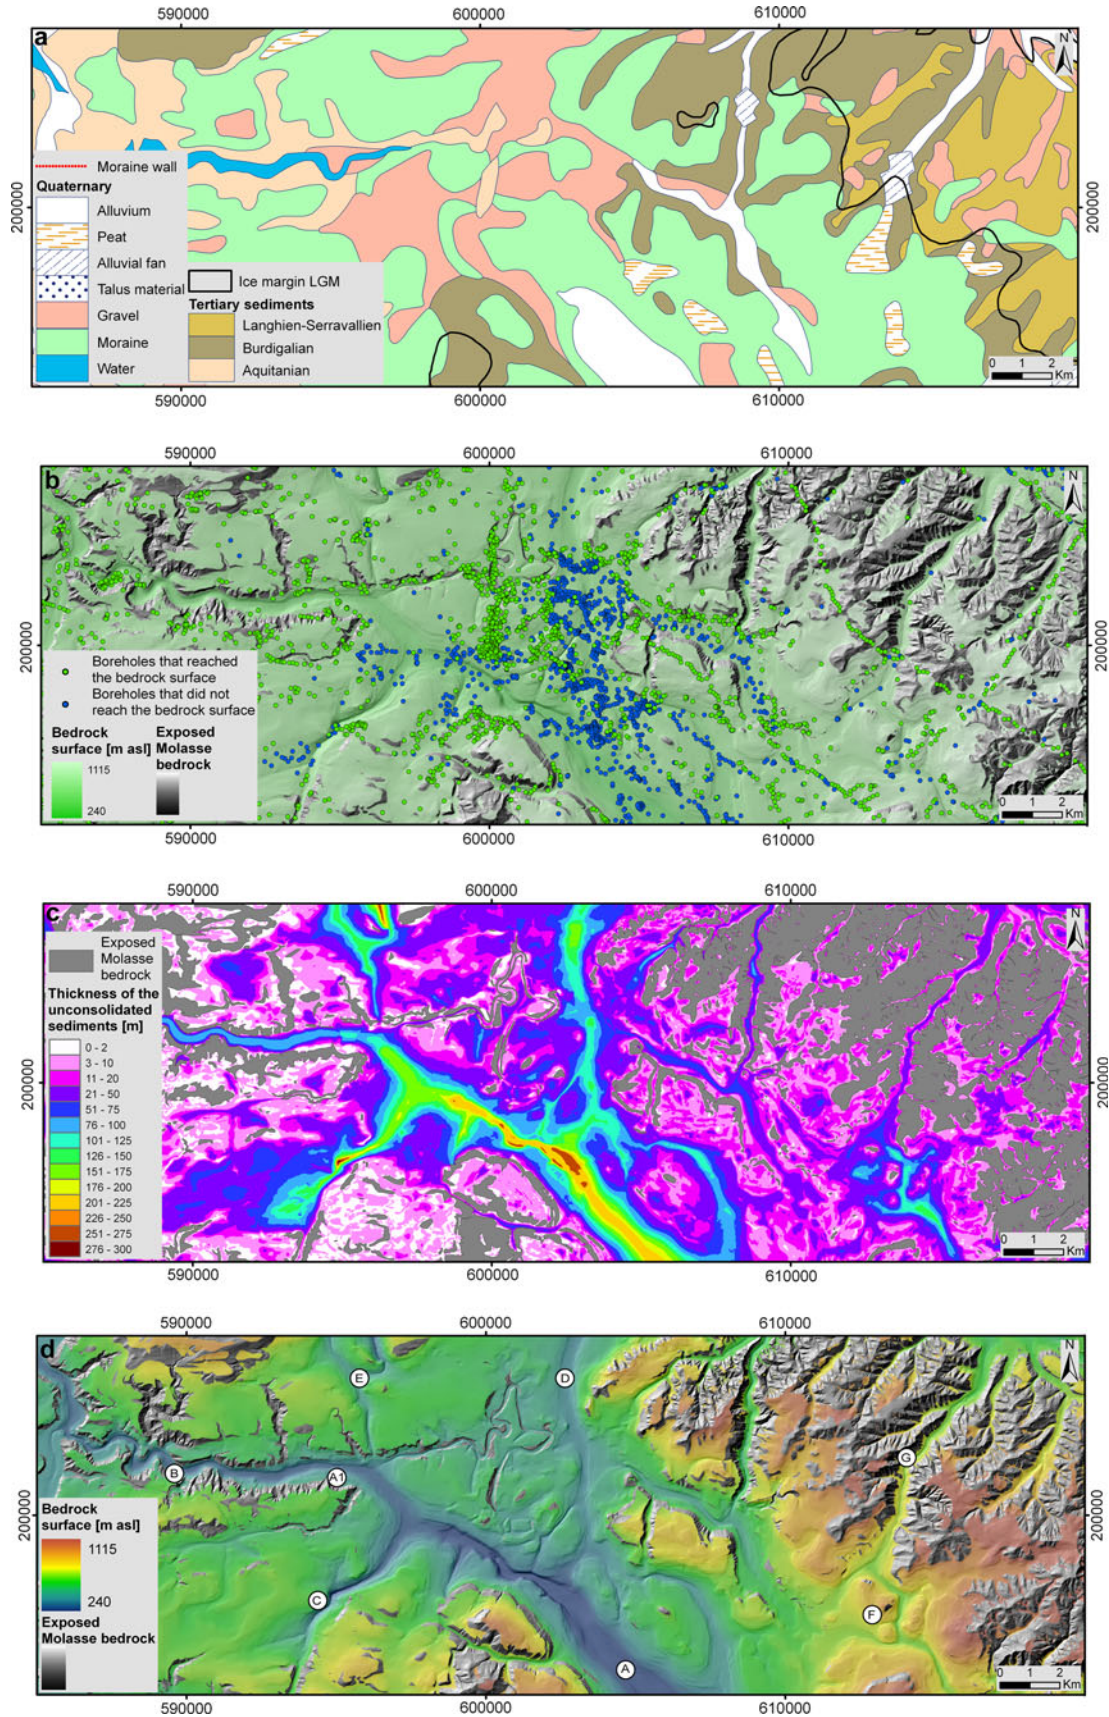 590000 600000 610000
a
N
200000
200000
Moraine wall
Quaternary
Alluvium
Peat
Alluvial fan
Talus material
Gravel
Moraine
Water
Ice margin LGM
Tertiary sediments
Langhien-Serravallien
Burdigalian
Aquitanian
0 1 2
Km
590000 600000 610000
590000 600000 610000
b
N
200000
200000
Boreholes that reached
the bedrock surface
Boreholes that did not
reach the bedrock surface
Bedrock
surface [m asl]
1115
240
Exposed
Molasse
bedrock
0 1 2
Km
590000 600000 610000
590000 600000 610000
c
N
200000
200000
Exposed
Molasse
bedrock
Thickness of the
unconsolidated
sediments [m]
0 - 2
3 - 10
11 - 20
21 - 50
51 - 75
76 - 100
101 - 125
126 - 150
151 - 175
176 - 200
201 - 225
226 - 250
251 - 275
276 - 300
0 1 2
Km
590000 600000 610000
590000 600000 610000
d
N
E
D
B
A1
G
200000
200000
C
F
A
Bedrock
surface [m asl]
1115
240
Exposed
Molasse bedrock
0 1 2
Km
590000 600000 610000